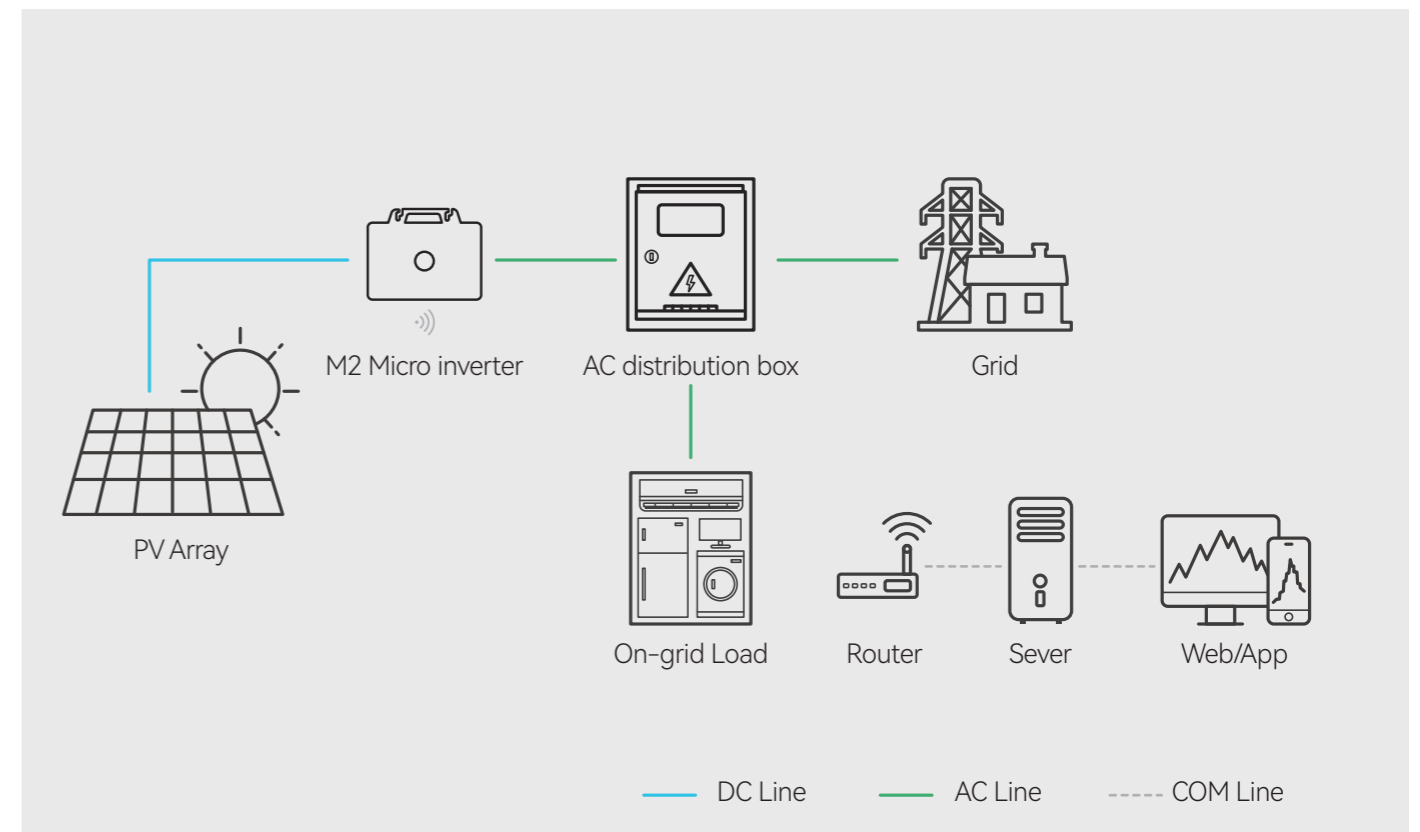 M2 Micro inverter
AC distribution box
Grid
PV Array
On-grid Load
Router
Sever
Web/App
DC Line
AC Line
COM Line